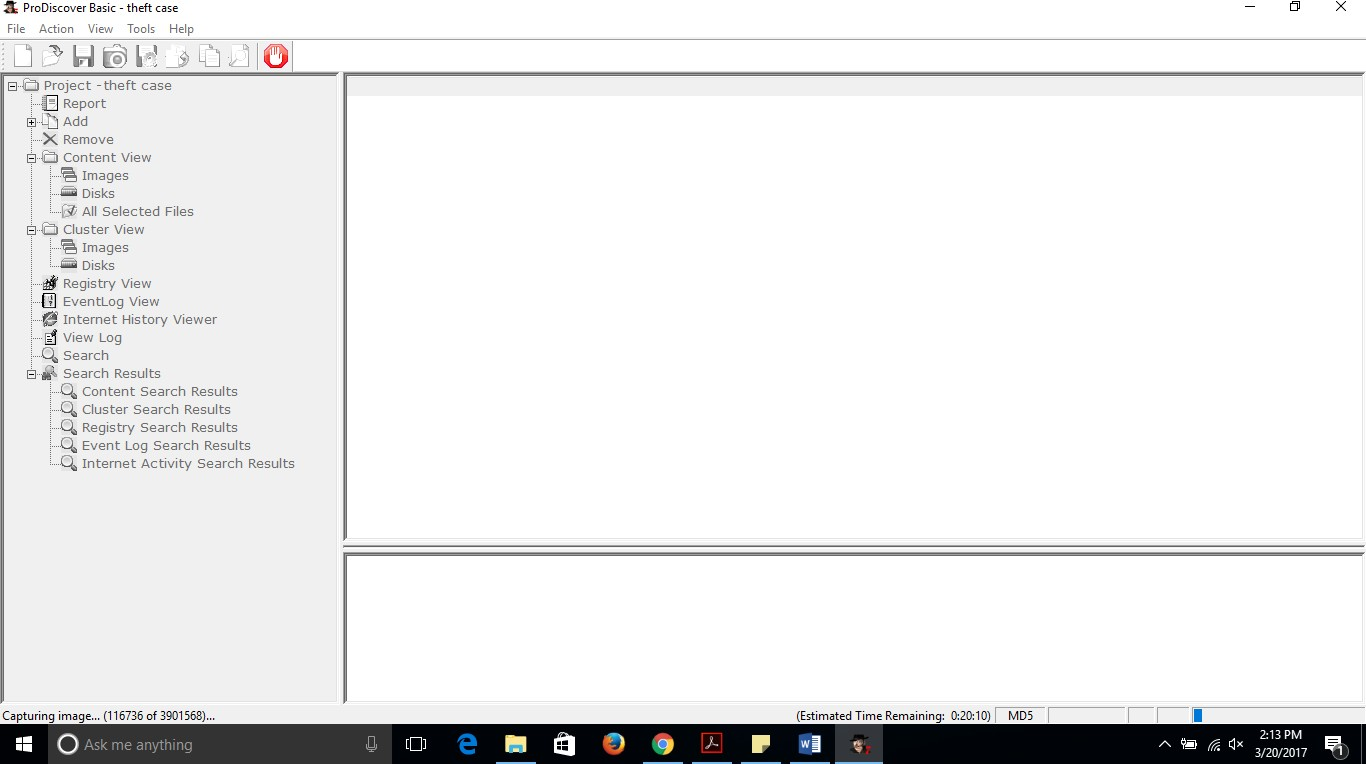 ProDiscover Basic - theft case
File Action View Tools Help
Project - theft case
Report
Add
Remove
Content View
Images
Disks
All Selected Files
Cluster View
Images
Disks
Registry View
EventLog View
Internet History Viewer
View Log
Search
Search Results
Content Search Results
Cluster Search Results
Registry Search Results
Event Log Search Results
Internet Activity Search Results
Capturing image... (116736 of 3901568)... (Estimated Time Remaining: 0:20:10) MD5
Ask me anything
2:13 PM
3/20/2017
1